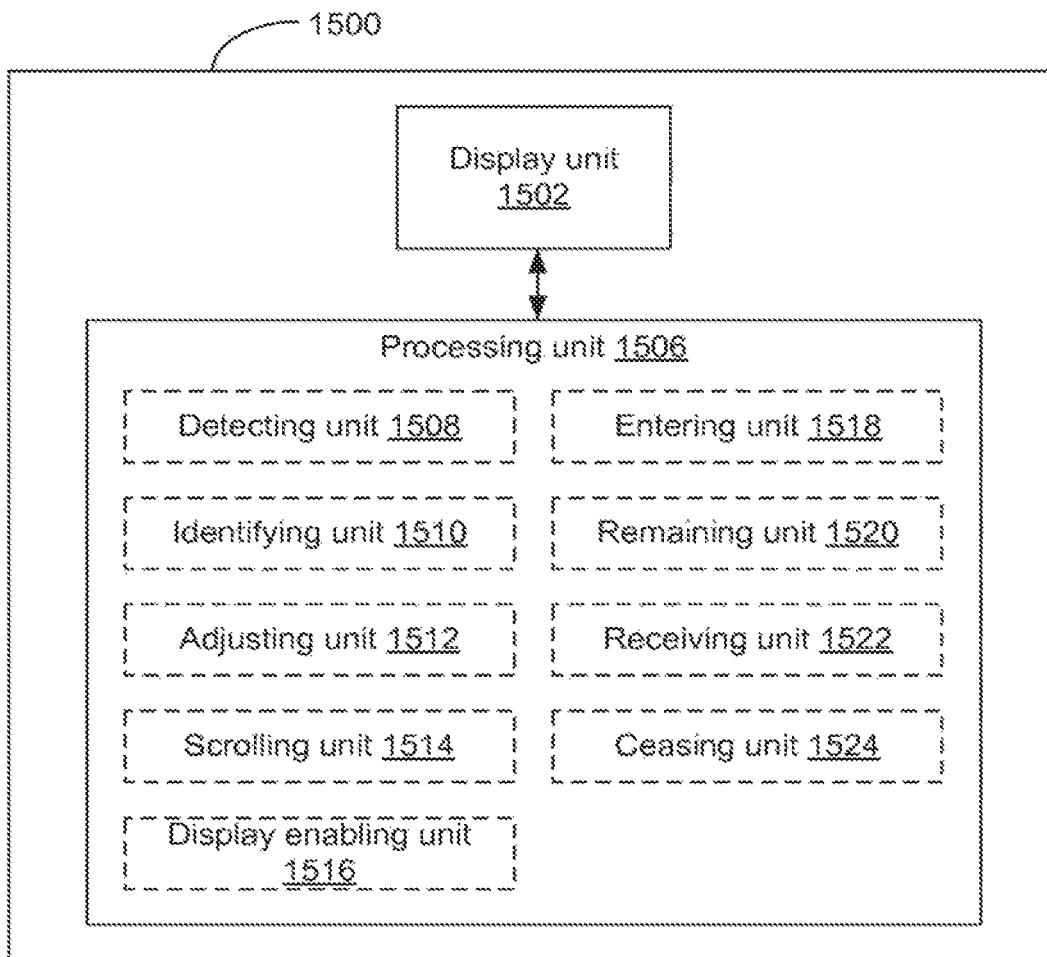 1500
Display unit
1502
Processing unit 1506
Detecting unit 1508
Entering unit 1518
Identifying unit 1510
Remaining unit 1520
Adjusting unit 1512
Receiving unit 1522
Scrolling unit 1514
Ceasing unit 1524
Display enabling unit
1516